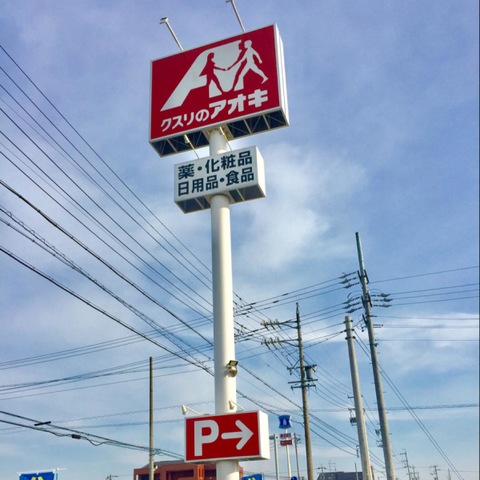 クスリのアオキ
薬・化粧品
日用品・食品
P→